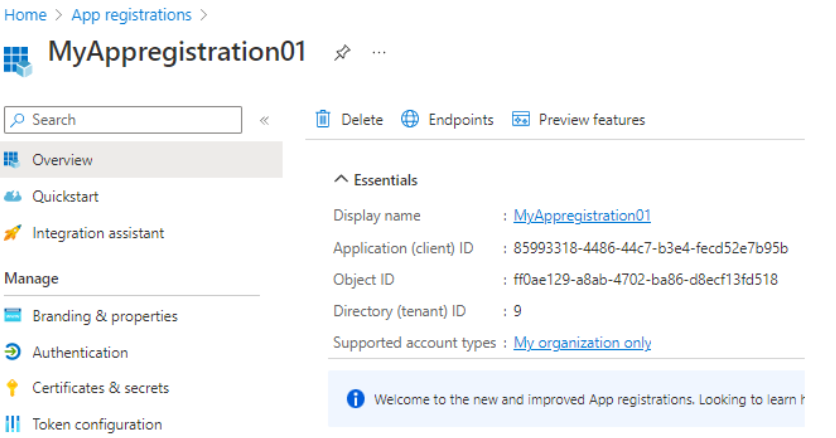 Home > App registrations >
MyAppregistration01
Search
Overview
Quickstart
Integration assistant
Manage
Branding & properties
Authentication
Certificates & secrets
Token configuration
Delete Endpoints Preview features
Essentials
Display name : MyAppregistration01
Application (client) ID : 85993318-4486-44c7-b3e4-fecd52e7b95b
Object ID : ff0ae129-a8ab-4702-ba86-d8ecf13fd518
Directory (tenant) ID : 9
Supported account types : My organization only
Welcome to the new and improved App registrations. Looking to learn